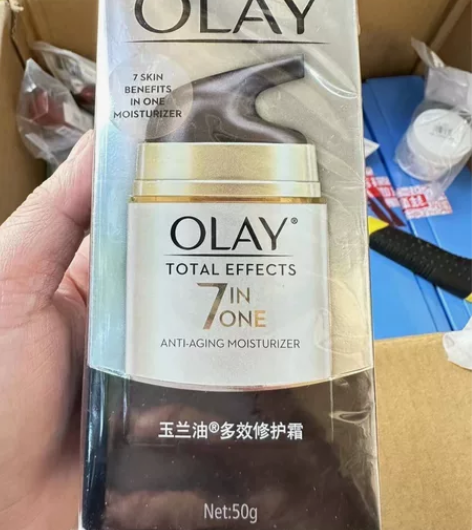 OLAY
7 SKIN
BENEFITS
IN ONE
MOISTURIZER
OLAY®
TOTAL EFFECTS
7 IN
ONE
ANTI-AGING MOISTURIZER
玉兰油®多效修护霜
Net:50g